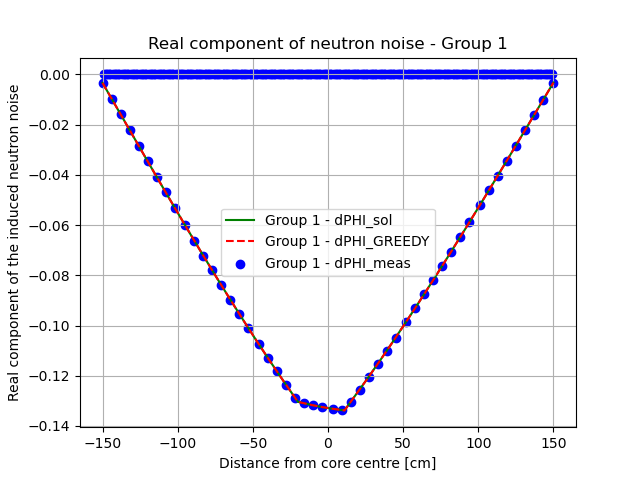 Real component of neutron noise - Group 1
Real component of the induced neutron noise
0.00
−0.02
−0.04
−0.06
−0.08
−0.10
−0.12
−0.14
Group 1 - dPHI_sol
Group 1 - dPHI_GREEDY
Group 1 - dPHI_meas
−150
−100
−50
0
50
100
150
Distance from core centre [cm]